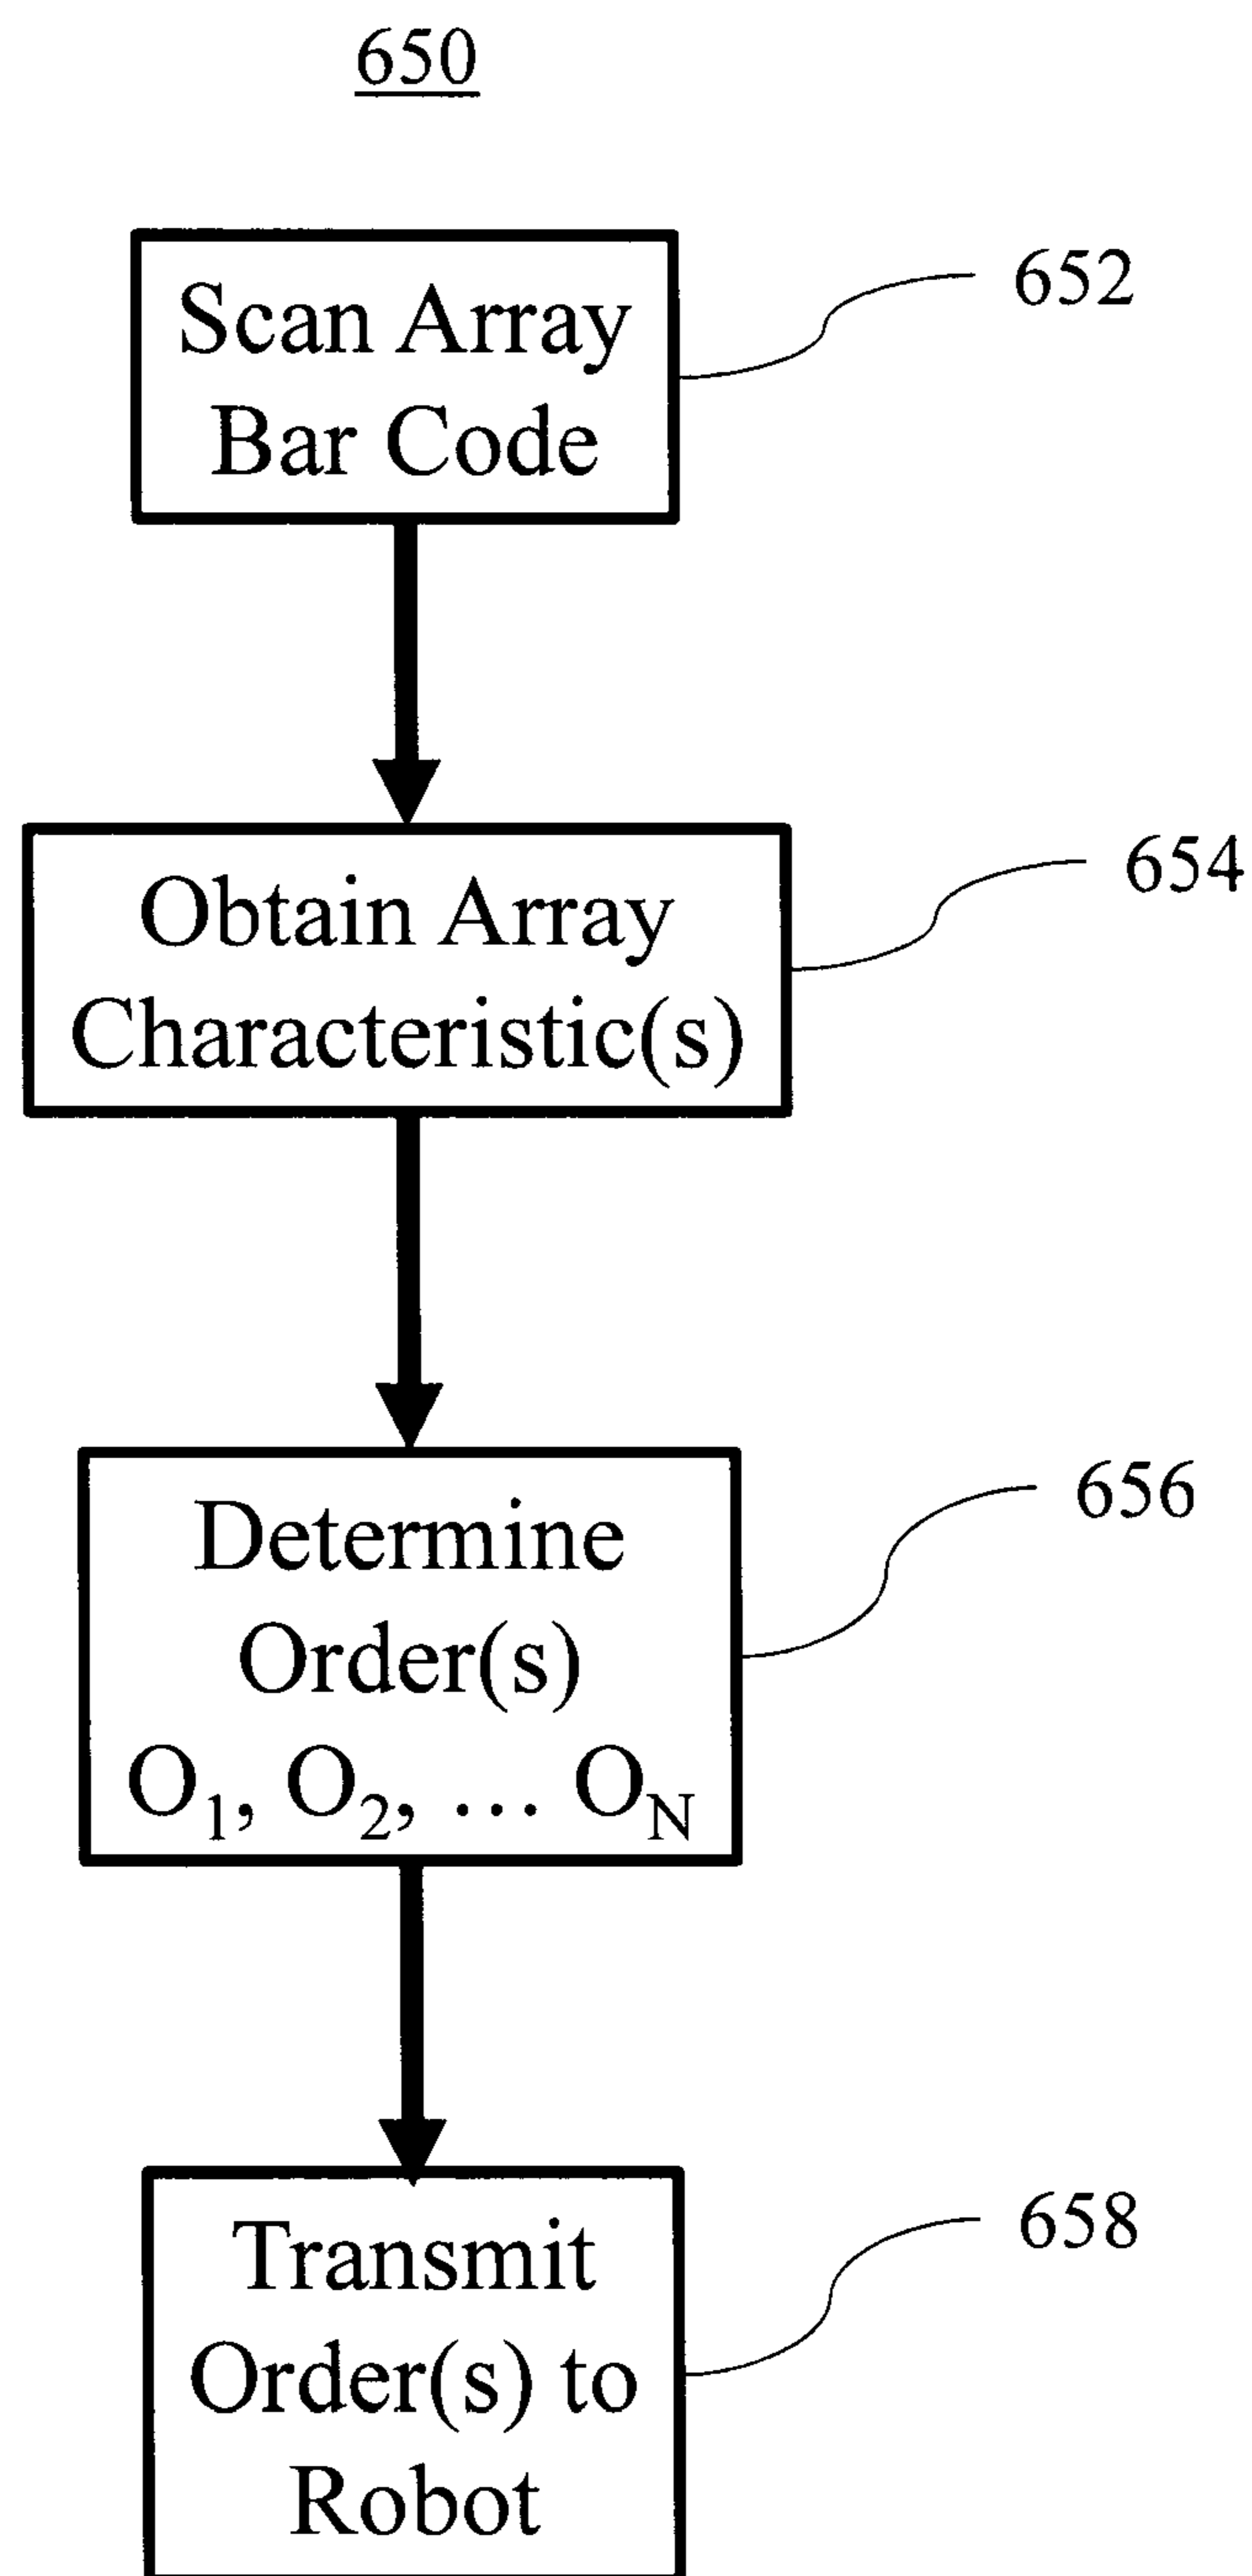 650
Scan Array
Bar Code
652
Obtain Array
Characteristic(s)
654
Determine
Order(s)
O₁, O₂, … O_N
656
Transmit
Order(s) to
Robot
658